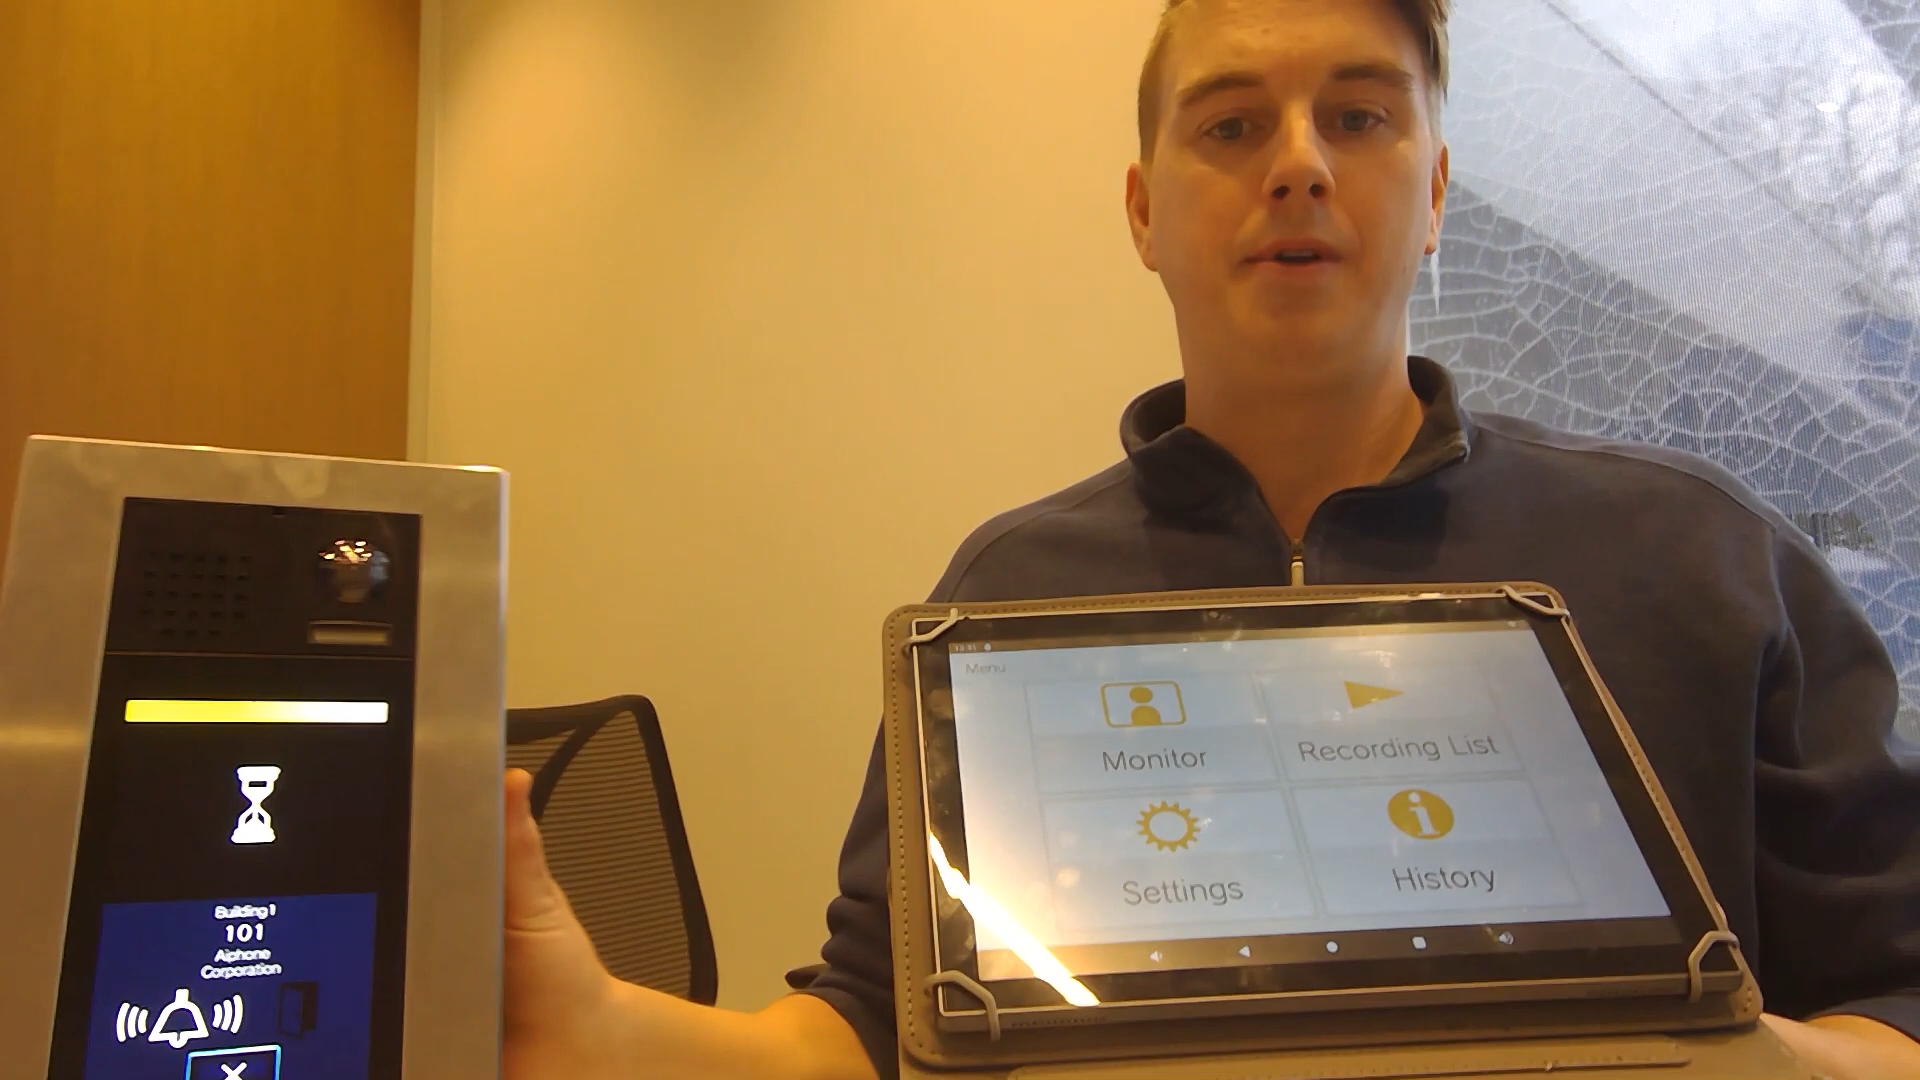 Building 1
101
Aiphone
Corporation
Menu
Monitor
Recording List
Settings
History